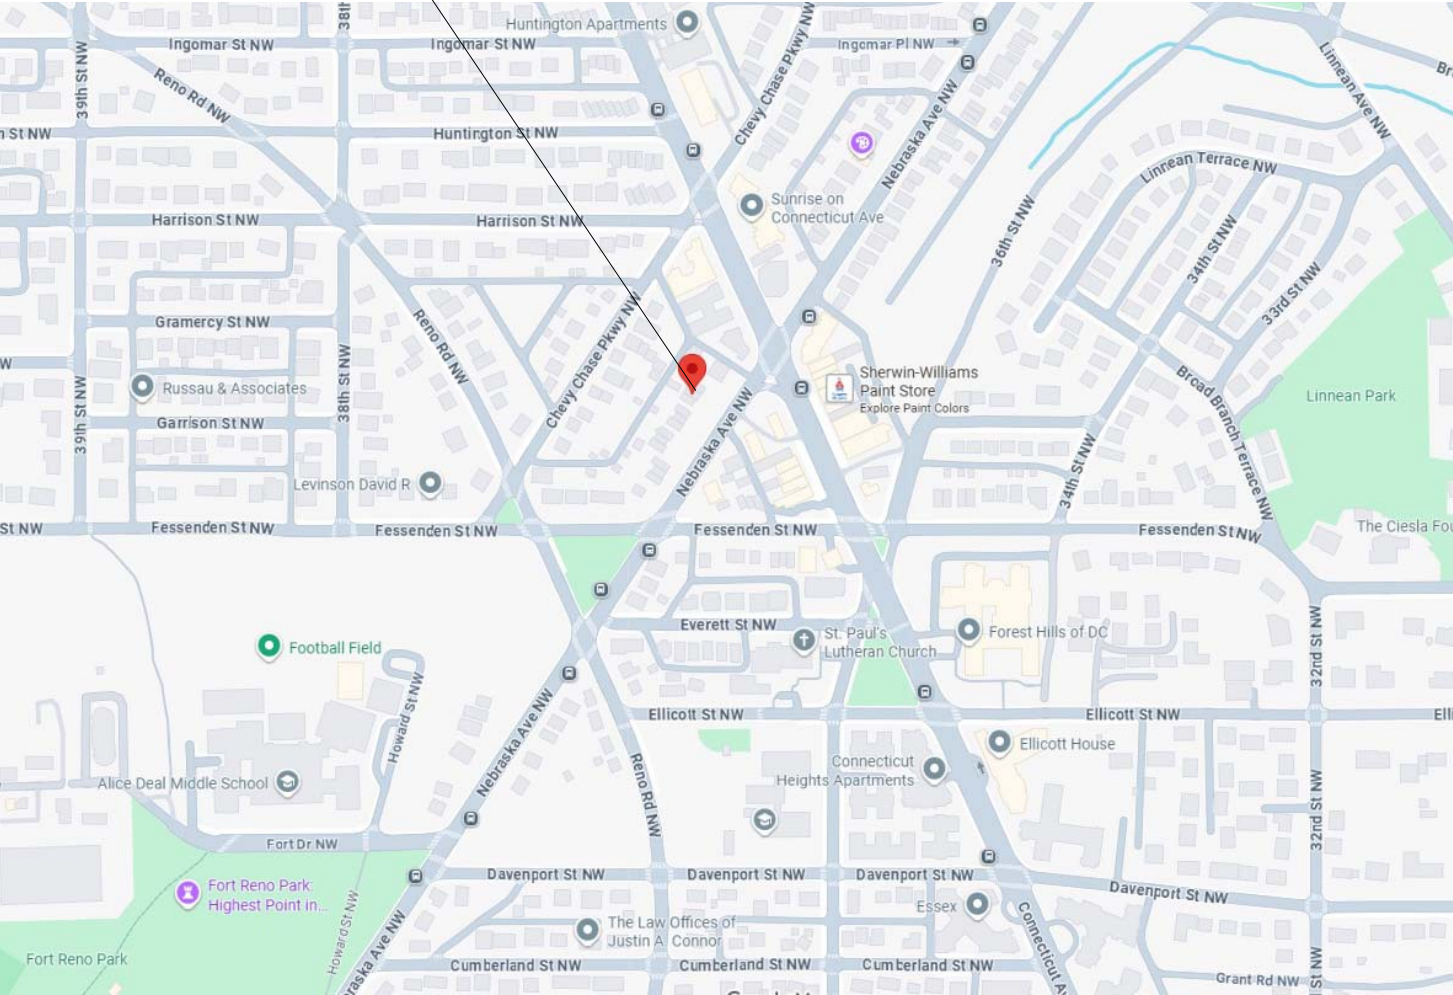 Huntington Apartments
38th
Ingomar St NW
Ingomar St NW
Ingomar Pl NW
39th St NW
Reno Rd NW
Chevy Chase Pkwy NW
Nebraska Ave NW
Linnean Ave NW
Br
n St NW
Huntington St NW
Linnean Terrace NW
Sunrise on
Connecticut Ave
Harrison St NW
Harrison St NW
36th St NW
34th St NW
33rd St NW
Gramercy St NW
Reno Rd NW
Chevy Chase Pkwy NW
W
Russau & Associates
38th St NW
39th St NW
Sherwin-Williams
Paint Store
Explore Paint Colors
Broad Branch Terrace NW
Linnean Park
Garrison St NW
Nebraska Ave NW
34th St NW
Levinson David R
St NW
Fessenden St NW
Fessenden St NW
Fessenden St NW
Fessenden St NW
The Ciesla Fou
Everett St NW
St. Paul's
Lutheran Church
Forest Hills of DC
Football Field
32nd St NW
Howard St NW
Ellicott St NW
Ellicott St NW
Elli
Nebraska Ave NW
Ellicott House
Connecticut
Heights Apartments
Alice Deal Middle School
Reno Rd NW
32nd St NW
Fort Dr NW
Davenport St NW
Davenport St NW
Davenport St NW
Davenport St NW
Fort Reno Park:
Highest Point in...
Howard St NW
Essex
The Law Offices of
Justin A Connor
Connecticut A
raska Ave NW
Fort Reno Park
Cumberland St NW
Cumberland St NW
Cumberland St NW
Grant Rd NW
St NW